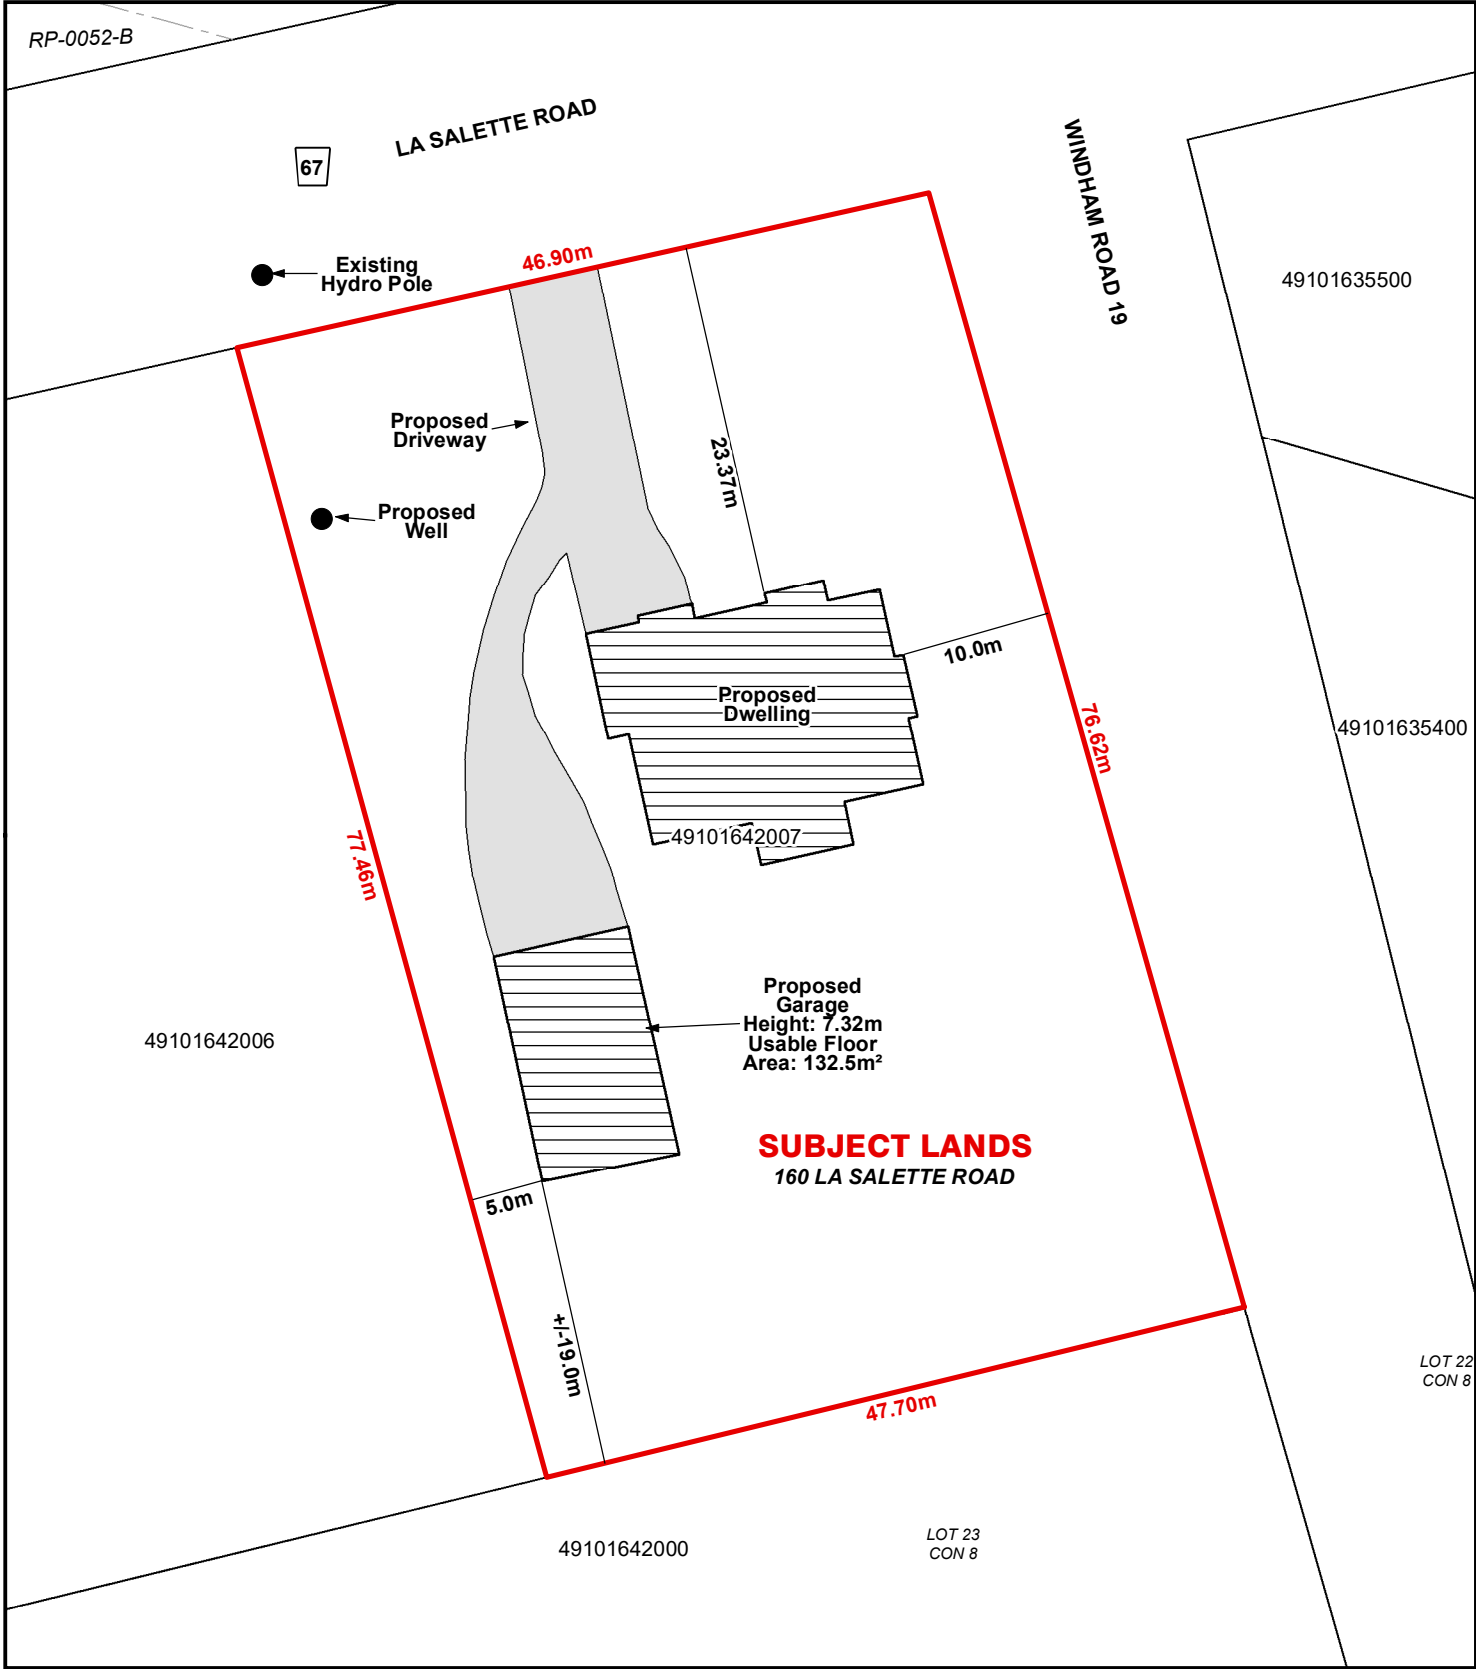 RP-0052-B
LA SALETTE ROAD
67
WINDHAM ROAD 19
46.90m
Existing
Hydro Pole
49101635500
Proposed
Driveway
23.37m
Proposed
Well
10.0m
Proposed
Dwelling
76.62m
49101635400
49101642007
77.46m
Proposed
Garage
Height: 7.32m
Usable Floor
Area: 132.5m²
49101642006
SUBJECT LANDS
160 LA SALETTE ROAD
5.0m
+/-19.0m
LOT 22
CON 8
47.70m
49101642000
LOT 23
CON 8